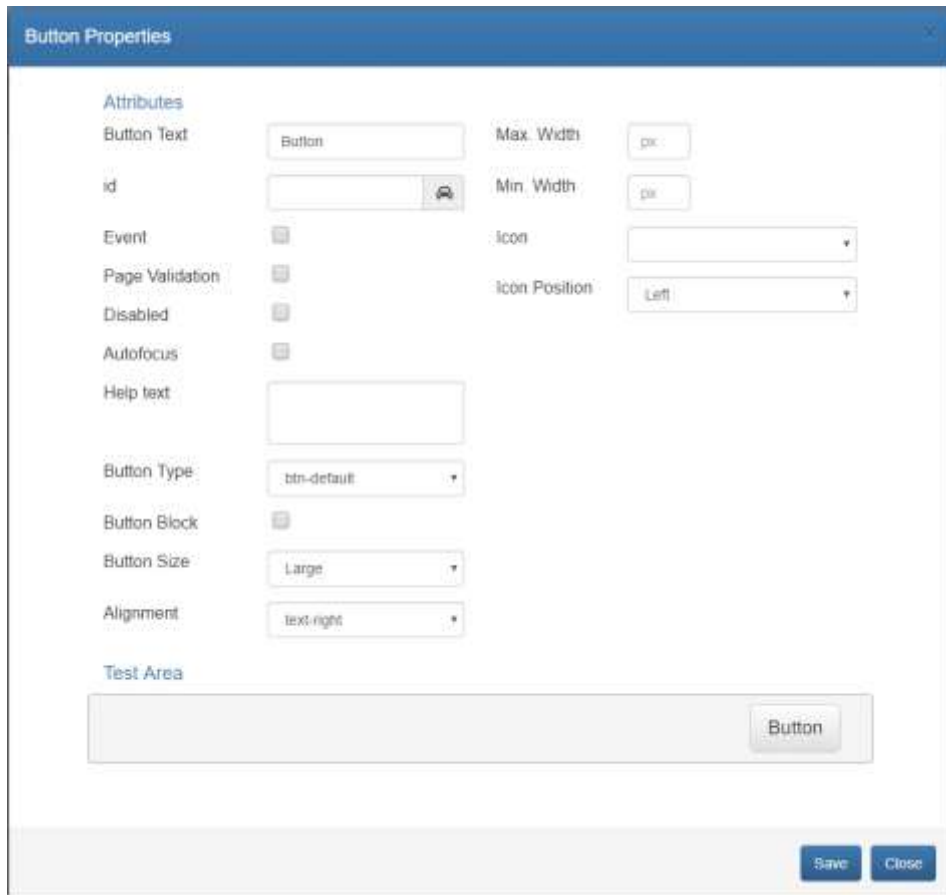 Button Properties
x
Attributes
Button Text Button Max. Width px
id Min. Width px
Event Icon
Page Validation
Icon Position Left
Disabled
Autofocus
Help text
Button Type btn-default
Button Block
Button Size Large
Alignment text-right
Test Area
Button
Save Close